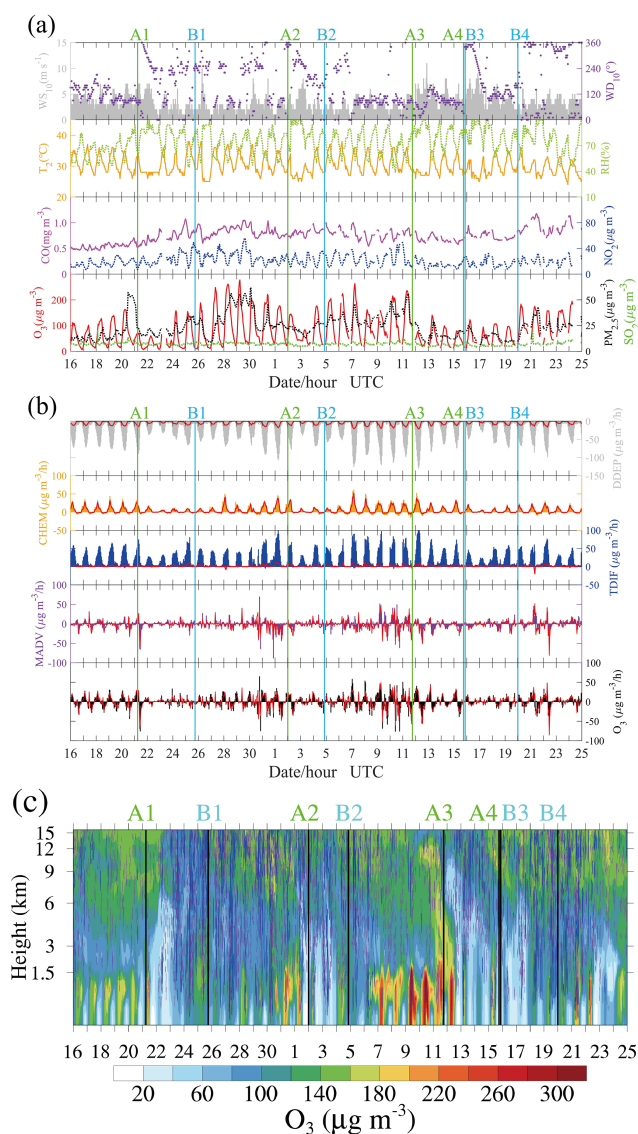 (a)
A1 B1 A2 B2 A3 A4 B3 B4
15
10
5
0
WS10(m s-1)
360
240
120
0
WD10(°)
40
30
20
T2(°C)
70
40
10
RH(%)
1.0
0.5
0
CO(mg m-3)
80
40
0
NO2(μg m-3)
200
100
0
O3(μg m-3)
50
25
0
PM2.5(μg m-3)
SO2(μg m-3)
16 18 20 22 24 26 28 30 1 3 5 7 9 11 13 15 17 19 21 23 25
Date/hour UTC
(b)
A1 B1 A2 B2 A3 A4 B3 B4
0
-50
-100
-150
DDEP (μg m-3/h)
100
50
0
-50
CHEM (μg m-3/h)
100
50
0
-50
TDIF (μg m-3/h)
100
50
0
-50
-100
MADV (μg m-3/h)
100
50
0
-50
-100
O3 (μg m-3/h)
16 18 20 22 24 26 28 30 1 3 5 7 9 11 13 15 17 19 21 23 25
Date/hour UTC
(c)
A1 B1 A2 B2 A3 A4 B3 B4
15
12
9
6
3
1.5
Height (km)
16 18 20 22 24 26 28 30 1 3 5 7 9 11 13 15 17 19 21 23 25
20 60 100 140 180 220 260 300
O3 (μg m-3)